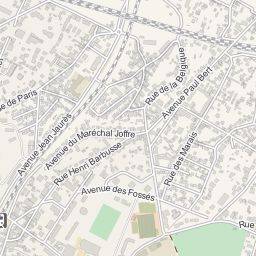 Rue de la Belgique
Avenue Paul Bert
ue de Paris
Avenue Jean Jaurès
Avenue du Maréchal Joffre
Rue Henri Barbusse
Rue des Marais
Avenue des Fossés
Rue